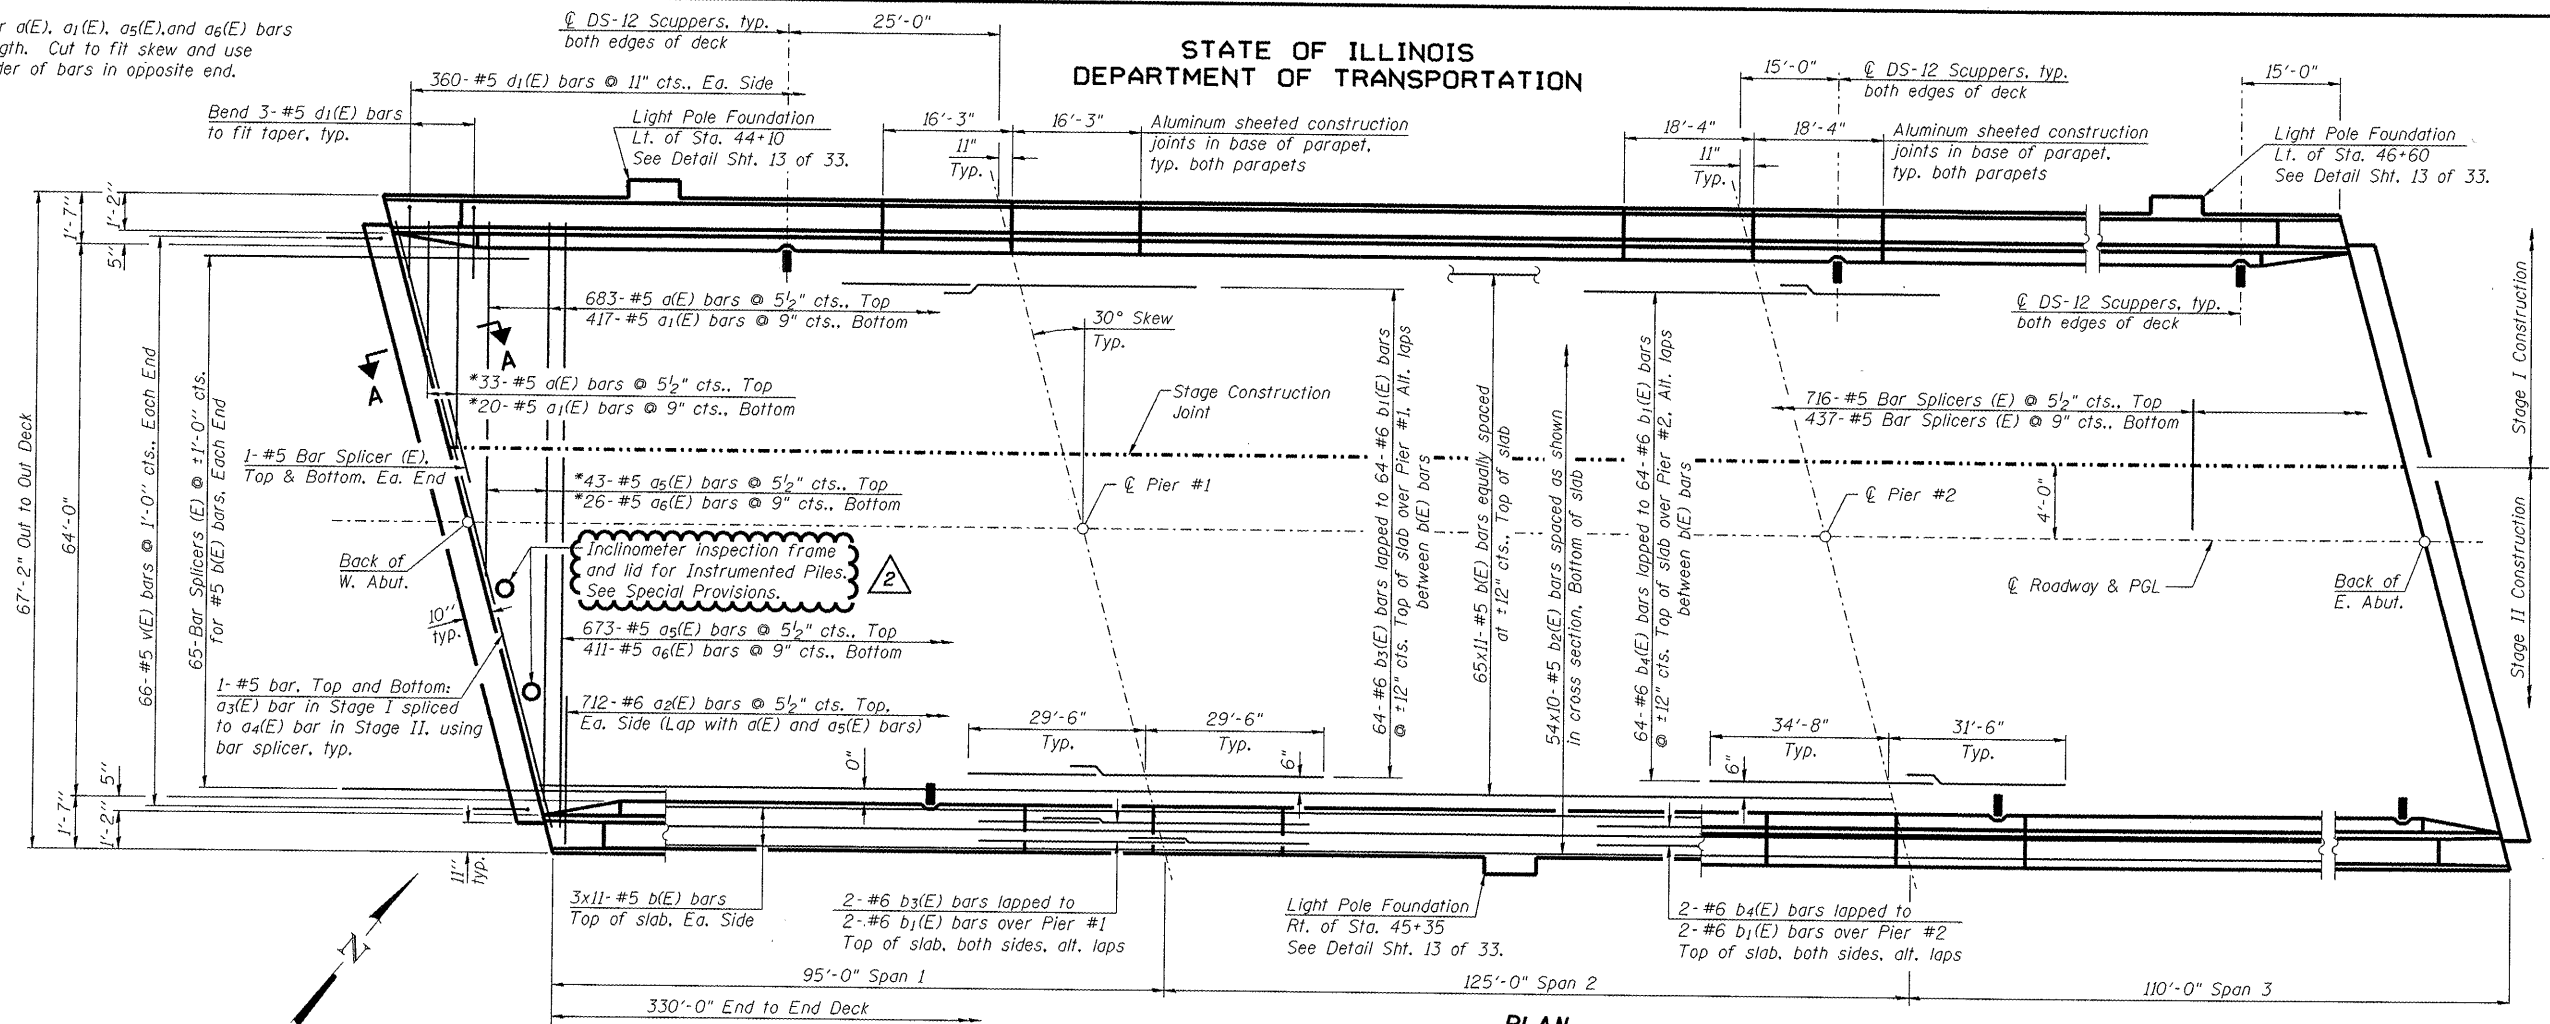 r a(E), a1(E), a5(E),and a6(E) bars
gth. Cut to fit skew and use
der of bars in opposite end.
℄ DS-12 Scuppers, typ.
both edges of deck
25'-0"
STATE OF ILLINOIS
DEPARTMENT OF TRANSPORTATION
15'-0"
℄ DS-12 Scuppers, typ.
both edges of deck
15'-0"
360-#5 d1(E) bars @ 11" cts., Ea. Side
Bend 3-#5 d1(E) bars
to fit taper, typ.
Light Pole Foundation
Lt. of Sta. 44+10
See Detail Sht. 13 of 33.
16'-3"
16'-3"
11"
Typ.
Aluminum sheeted construction
joints in base of parapet,
typ. both parapets
18'-4"
18'-4"
11"
Typ.
Aluminum sheeted construction
joints in base of parapet,
typ. both parapets
Light Pole Foundation
Lt. of Sta. 46+60
See Detail Sht. 13 of 33.
1'-7"
1'-2"
5"
683-#5 a(E) bars @ 5½" cts., Top
417-#5 a1(E) bars @ 9" cts., Bottom
30° Skew
Typ.
℄ DS-12 Scuppers, typ.
both edges of deck
A
A
*33-#5 a(E) bars @ 5½" cts., Top
*20-#5 a1(E) bars @ 9" cts., Bottom
Stage Construction
Joint
716-#5 Bar Splicers (E) @ 5½" cts., Top
437-#5 Bar Splicers (E) @ 9" cts., Bottom
Stage I Construction
Stage II Construction
67'-2" Out to Out Deck
64'-0"
66-#5 v(E) bars @ 1'-0" cts., Each End
65-Bar Splicers (E) @ ±1'-0" cts.
for #5 b(E) bars, Each End
1-#5 Bar Splicer (E),
Top & Bottom, Ea. End
*43-#5 a5(E) bars @ 5½" cts., Top
*26-#5 a6(E) bars @ 9" cts., Bottom
℄ Pier #1
℄ Pier #2
4'-0"
Back of
W. Abut.
Inclinometer inspection frame
and lid for Instrumented Piles.
See Special Provisions.
2
℄ Roadway & PGL
Back of
E. Abut.
10"
typ.
673-#5 a5(E) bars @ 5½" cts., Top
411-#5 a6(E) bars @ 9" cts., Bottom
64-#6 b3(E) bars lapped to 64-#6 b1(E) bars
@ ±12" cts. Top of slab over Pier #1. Alt. laps
between b(E) bars
65x11-#5 b(E) bars equally spaced
at ±12" cts., Top of slab
54x10-#5 b2(E) bars spaced as shown
in cross section, Bottom of slab
64-#6 b4(E) bars lapped to 64-#6 b1(E) bars
@ ±12" cts. Top of slab over Pier #2. Alt. laps
between b(E) bars
1-#5 bar, Top and Bottom:
a3(E) bar in Stage I spliced
to a4(E) bar in Stage II, using
bar splicer, typ.
712-#6 a2(E) bars @ 5½" cts. Top,
Ea. Side (Lap with a(E) and a5(E) bars)
29'-6"
Typ.
29'-6"
Typ.
34'-8"
Typ.
31'-6"
Typ.
0"
6"
6"
5"
1'-7"
1'-2"
11"
typ.
3x11-#5 b(E) bars
Top of slab, Ea. Side
2-#6 b3(E) bars lapped to
2-#6 b1(E) bars over Pier #1
Top of slab, both sides, alt. laps
Light Pole Foundation
Rt. of Sta. 45+35
See Detail Sht. 13 of 33.
2-#6 b4(E) bars lapped to
2-#6 b1(E) bars over Pier #2
Top of slab, both sides, alt. laps
N
95'-0" Span 1
125'-0" Span 2
110'-0" Span 3
330'-0" End to End Deck
PLAN